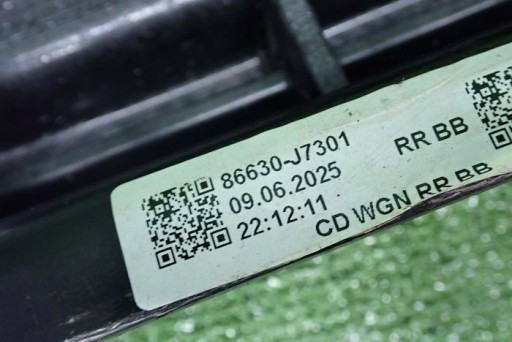 86630-J7301
RR BB
09.06.2025
22:12:11
CD WGN RR BB